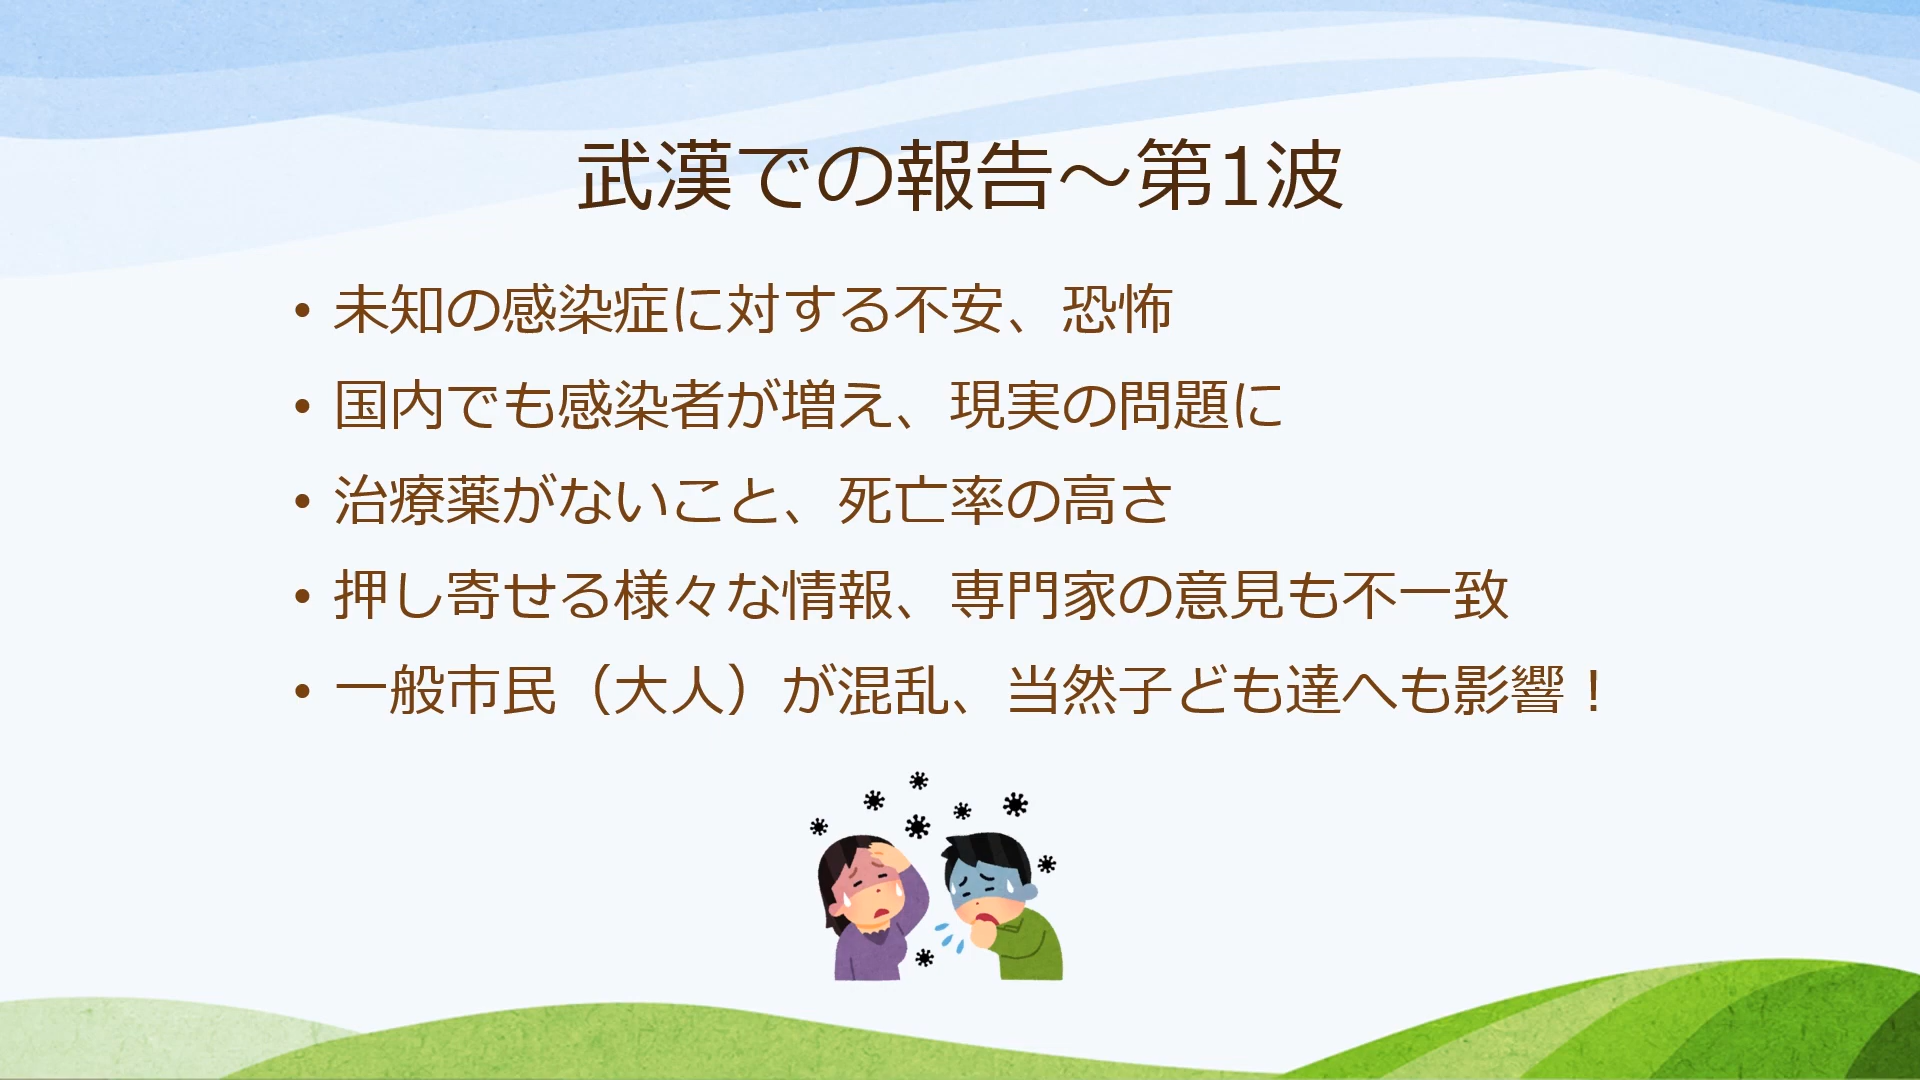 武漢での報告～第1波
• 未知の感染症に対する不安、恐怖
• 国内でも感染者が増え、現実の問題に
• 治療薬がないこと、死亡率の高さ
• 押し寄せる様々な情報、専門家の意見も不一致
• 一般市民（大人）が混乱、当然子ども達へも影響！